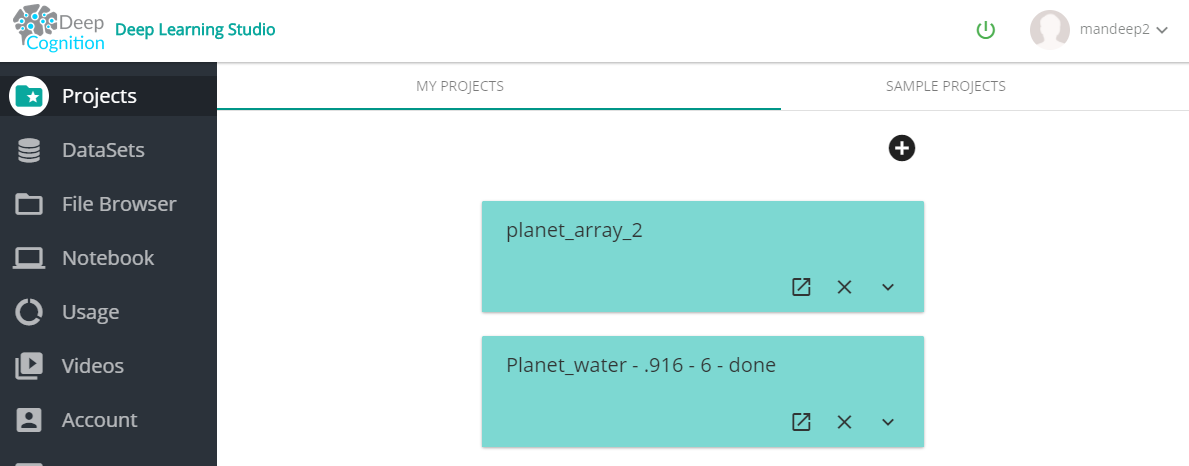 Deep
Cognition
Deep Learning Studio
mandeep2
Projects
DataSets
File Browser
Notebook
Usage
Videos
Account
MY PROJECTS
SAMPLE PROJECTS
planet_array_2
Planet_water - .916 - 6 - done